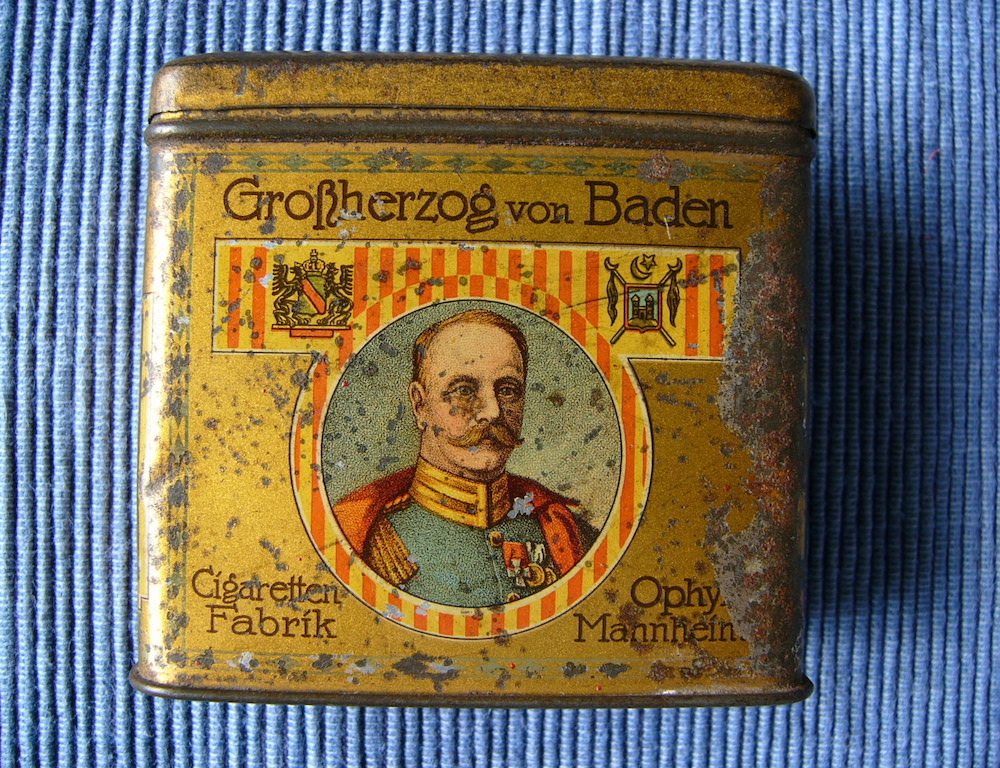 Großherzog von Baden
Cigaretten
Fabrik
Mannheim